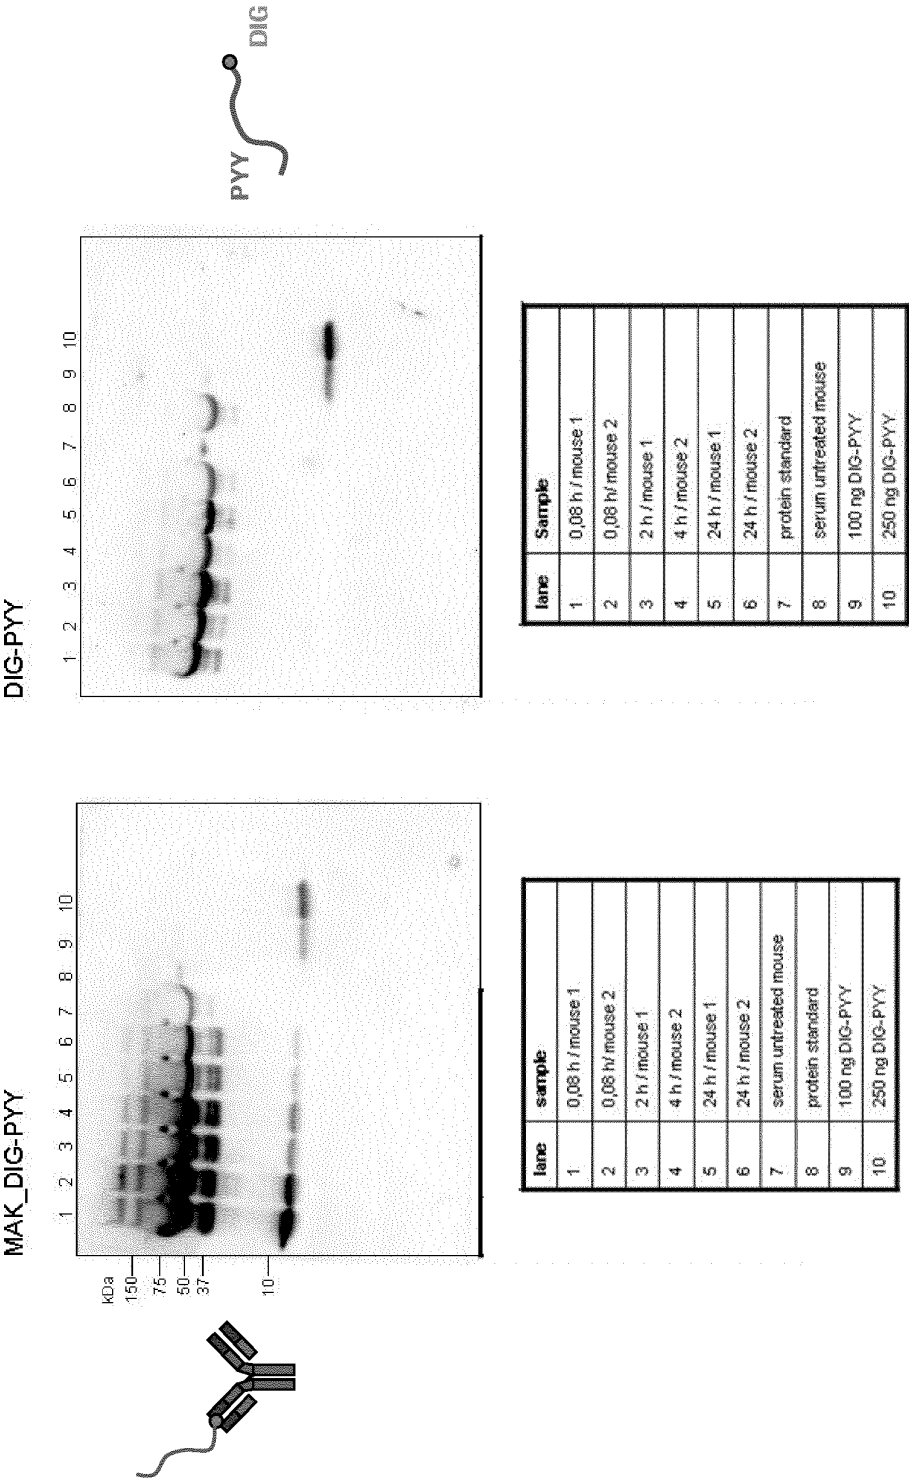 MAK_DIG-PYY
kDa
150
75
50
37
10
1 2 3 4 5 6 7 8 9 10
lane sample
1 0,08 h / mouse 1
2 0,08 h/ mouse 2
3 2 h / mouse 1
4 4 h / mouse 2
5 24 h / mouse 1
6 24 h / mouse 2
7 serum untreated mouse
8 protein standard
9 100 ng DIG-PYY
10 250 ng DIG-PYY
DIG-PYY
1 2 3 4 5 6 7 8 9 10
PYY
DIG
lane Sample
1 0,08 h / mouse 1
2 0,08 h/ mouse 2
3 2 h / mouse 1
4 4 h / mouse 2
5 24 h / mouse 1
6 24 h / mouse 2
7 protein standard
8 serum untreated mouse
9 100 ng DIG-PYY
10 250 ng DIG-PYY